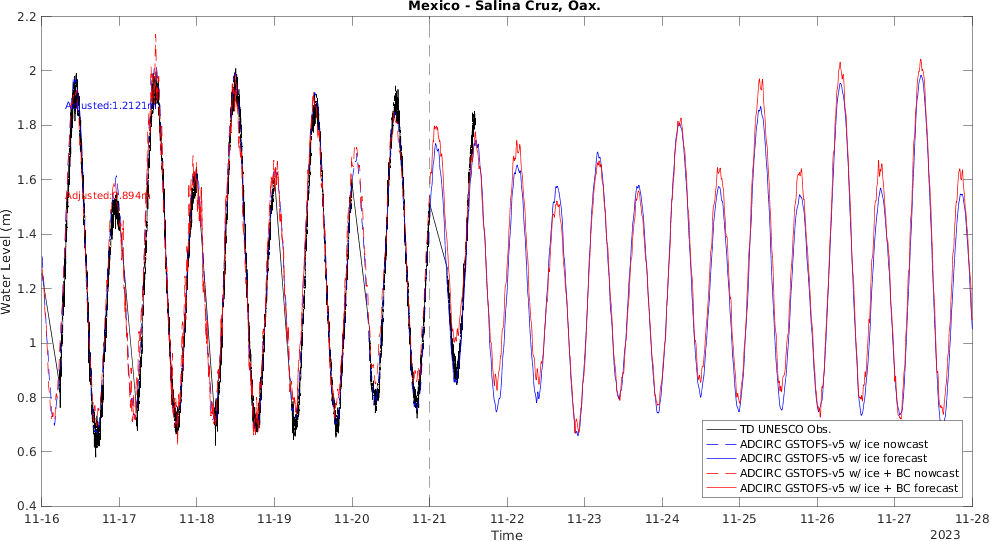 Mexico - Salina Cruz, Oax.
2.2
2
1.8
1.6
1.4
1.2
1
0.8
0.6
0.4
Water Level (m)
Adjusted:1.2121m
Adjusted:0.894m
TD UNESCO Obs.
ADCIRC GSTOFS-v5 w/ ice nowcast
ADCIRC GSTOFS-v5 w/ ice forecast
ADCIRC GSTOFS-v5 w/ ice + BC nowcast
ADCIRC GSTOFS-v5 w/ ice + BC forecast
11-16 11-17 11-18 11-19 11-20 11-21 11-22 11-23 11-24 11-25 11-26 11-27 11-28
Time
2023